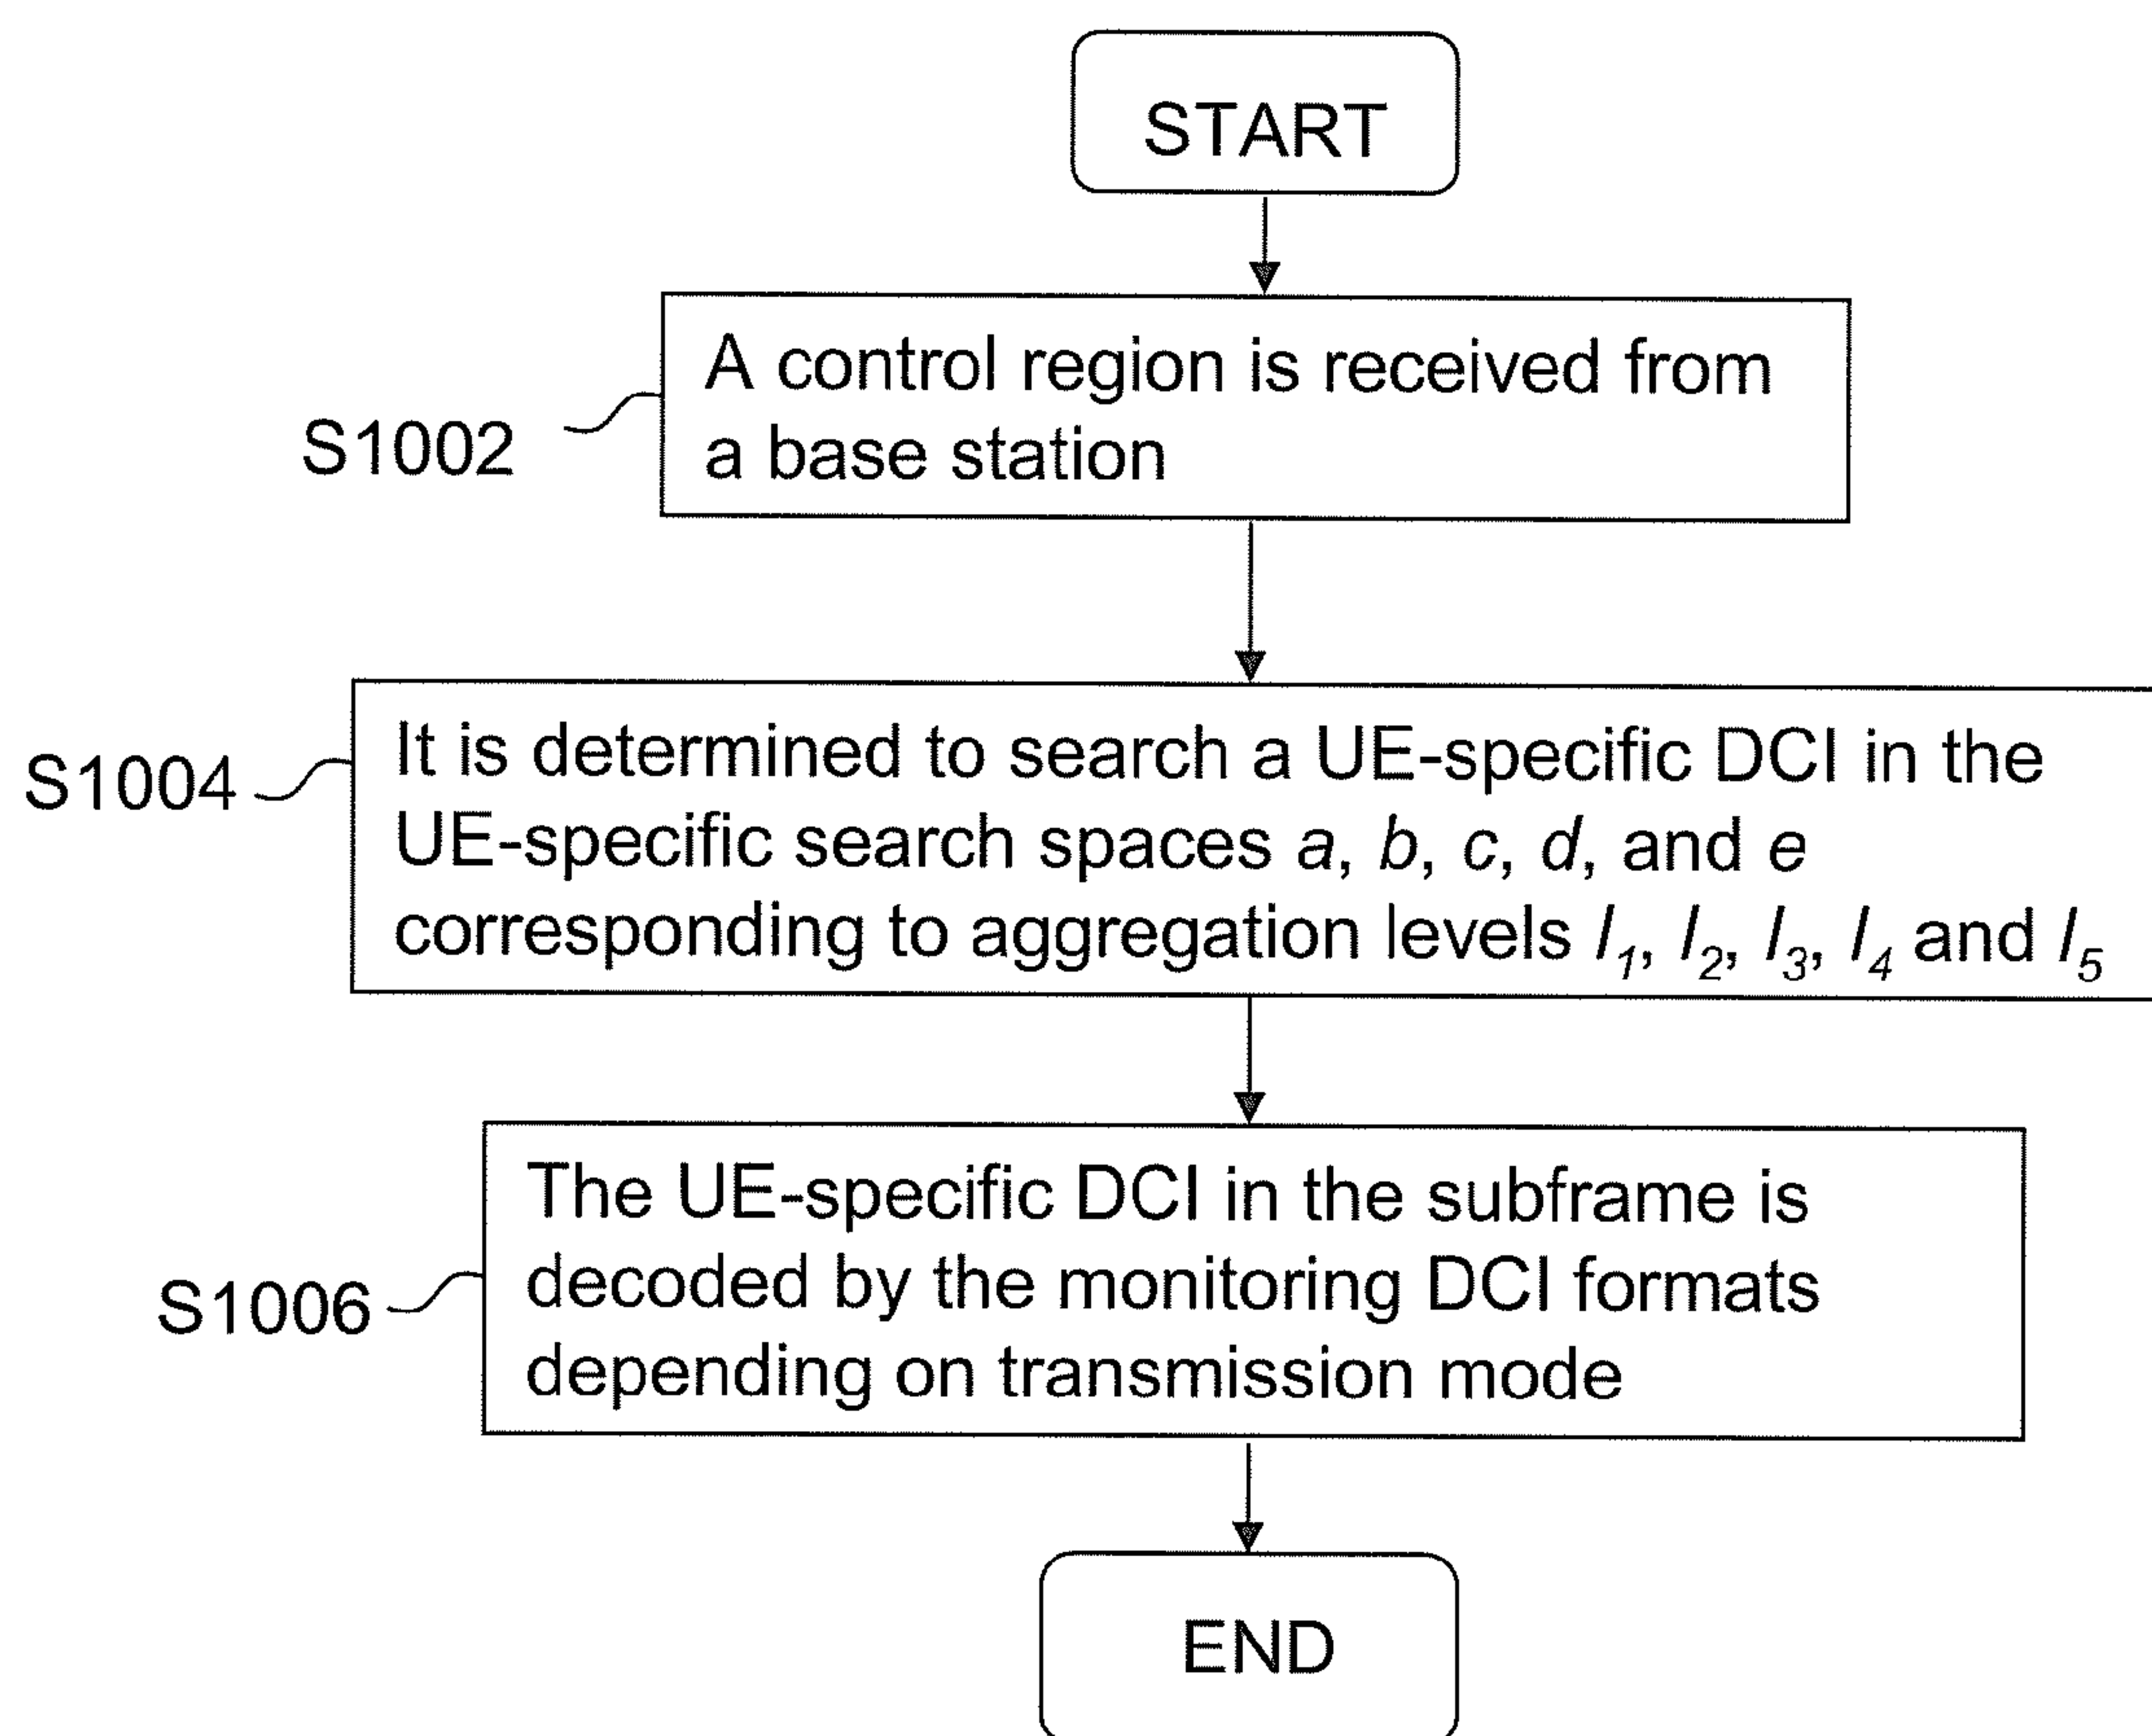 START
A control region is received from
a base station
S1002
It is determined to search a UE-specific DCI in the
UE-specific search spaces a, b, c, d, and e
corresponding to aggregation levels l1, l2, l3, l4 and l5
S1004
The UE-specific DCI in the subframe is
decoded by the monitoring DCI formats
depending on transmission mode
S1006
END